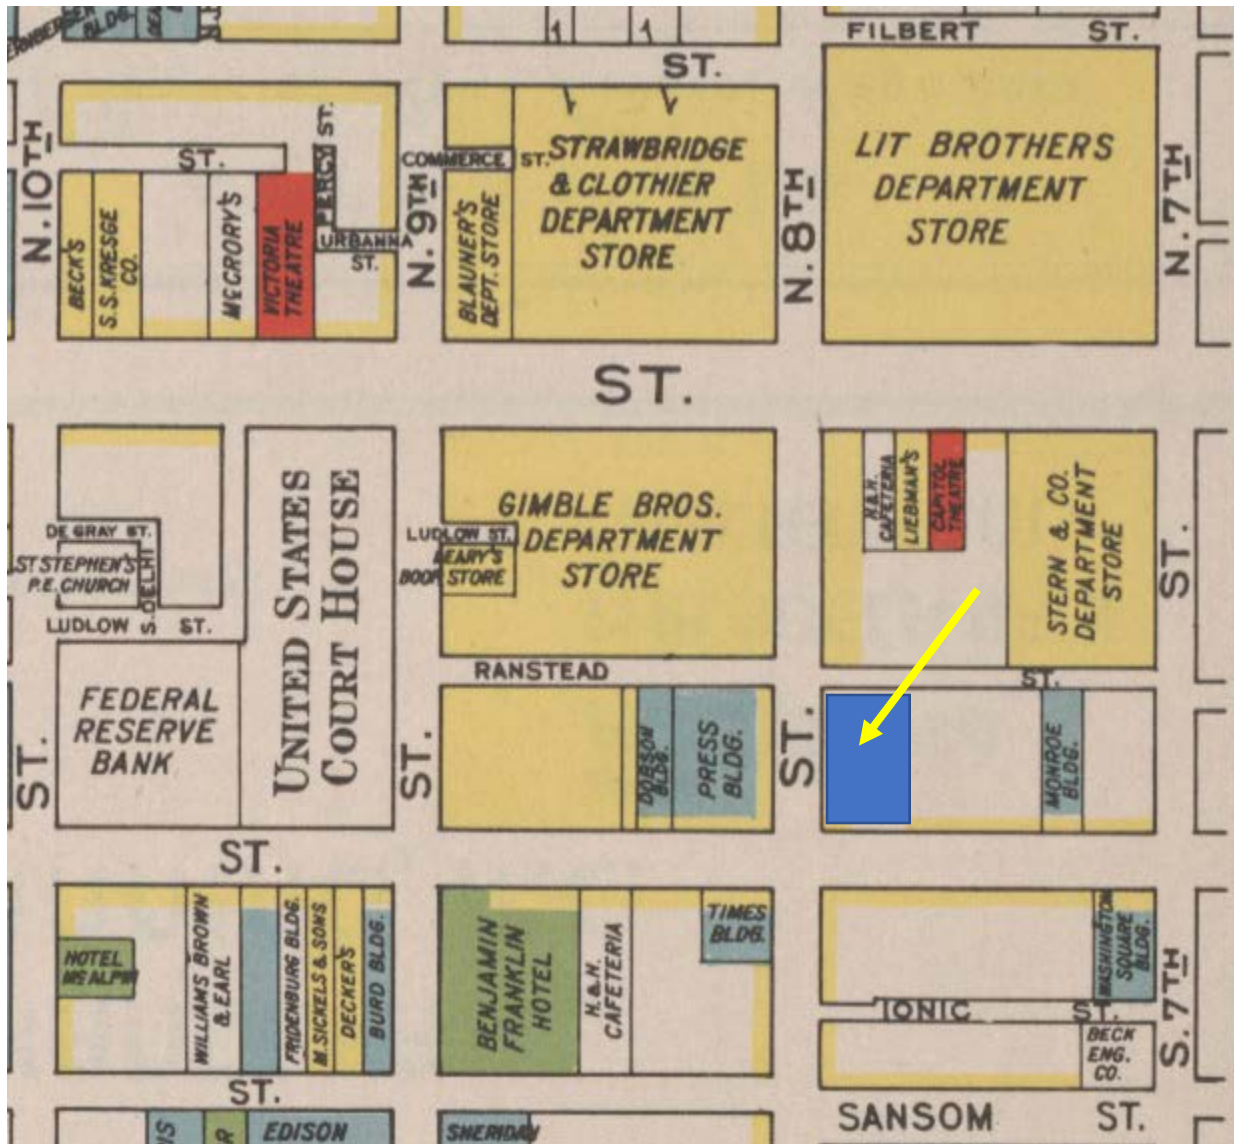 BLDG.
FILBERT ST.
ST.
N. 10TH
ST.
PERCY ST.
COMMERCE ST.
N. 9TH
URBANNA
ST.
BECK'S
S.S. KRESGE
CO.
McCRORY'S
VICTORIA
THEATRE
BLAUNER'S
DEPT. STORE
STRAWBRIDGE
& CLOTHIER
DEPARTMENT
STORE
N. 8TH
LIT BROTHERS
DEPARTMENT
STORE
N. 7TH
ST.
DE GRAY ST.
ST. STEPHEN'S
P.E. CHURCH
S. DELHI
LUDLOW ST.
UNITED STATES
COURT HOUSE
FEDERAL
RESERVE
BANK
ST.
ST.
GIMBLE BROS.
DEPARTMENT
STORE
LUDLOW ST.
LEARY'S
BOOK STORE
RANSTEAD
DOBSON
BLDG.
PRESS
BLDG.
ST.
H. & H.
CAFETERIA
LIEBMAN'S
CAPITOL
THEATRE
STERN & CO.
DEPARTMENT
STORE
ST.
ST.
MONROE
BLDG.
ST.
HOTEL
McALPIN
WILLIAMS BROWN
& EARL
FRIDENBURG BLDG.
M. SICKELS & SONS
DECKER'S
BURD BLDG.
BENJAMIN
FRANKLIN
HOTEL
H. & H.
CAFETERIA
TIMES
BLDG.
WASHINGTON
SQUARE
BLDG.
IONIC ST.
BECK
ENG.
CO.
S. 7TH
ST.
SANSOM ST.
EDISON
SHERIDAN